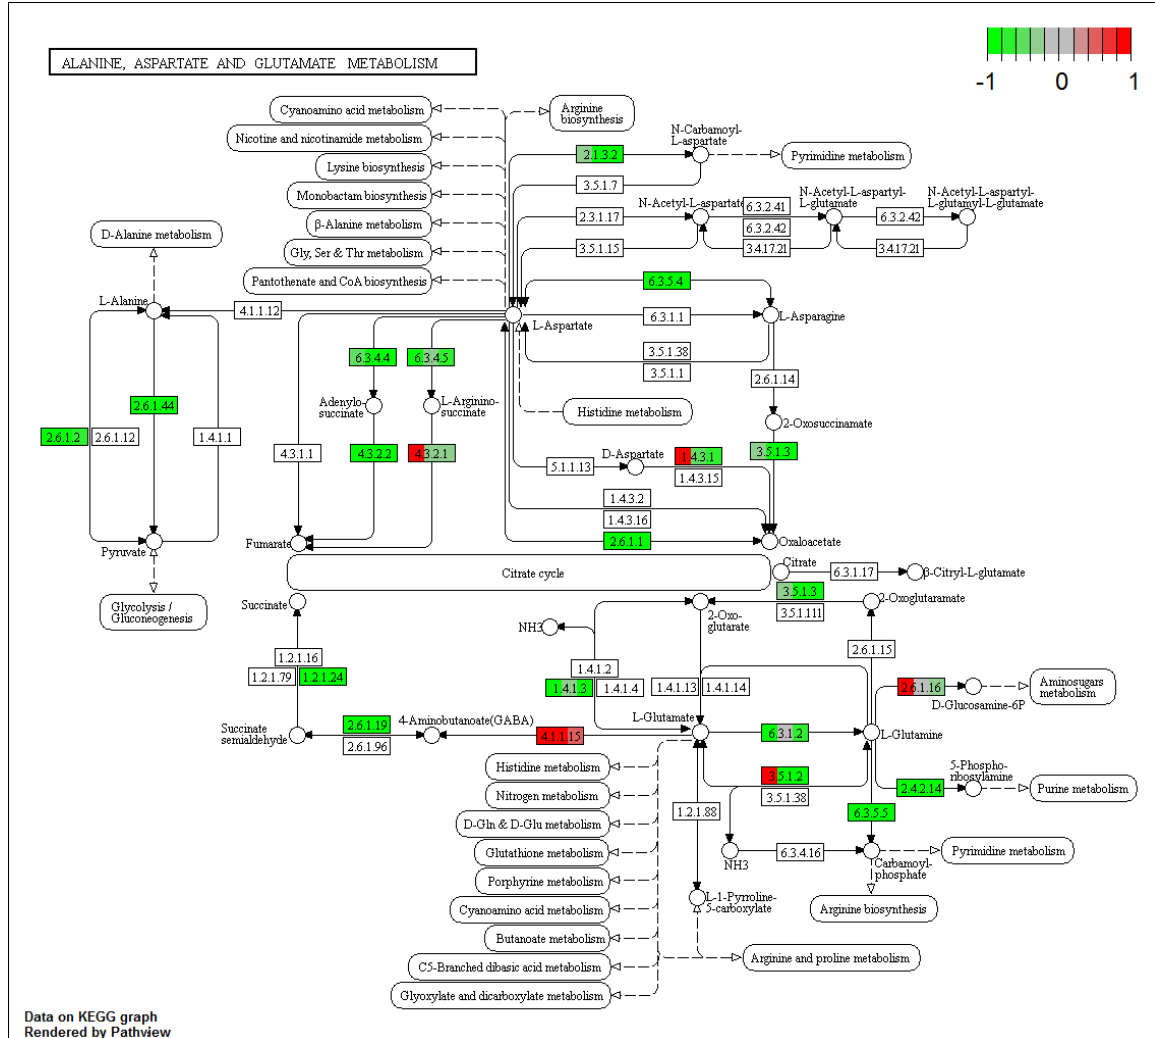 ALANINE, ASPARTATE AND GLUTAMATE METABOLISM
-1 0 1
Cyanoamino acid metabolism
Arginine
biosynthesis
Nicotine and nicotinamide metabolism
Lysine biosynthesis
Monobactam biosynthesis
β-Alanine metabolism
Gly, Ser & Thr metabolism
Pantothenate and CoA biosynthesis
D-Alanine metabolism
N-Carbamoyl-
L-aspartate
2.1.3.2
Pyrimidine metabolism
3.5.1.7
N-Acetyl-L-aspartate
N-Acetyl-L-aspartyl-
L-glutamate
N-Acetyl-L-aspartyl-
L-glutamyl-L-glutamate
2.3.1.17
6.3.2.41
6.3.2.42
6.3.2.42
3.5.1.15
3.4.17.21
3.4.17.21
L-Alanine
4.1.1.12
6.3.5.4
L-Aspartate
6.3.1.1
L-Asparagine
3.5.1.38
3.5.1.1
6.3.4.4
6.3.4.5
2.6.1.14
Adenylo-
succinate
L-Arginino-
succinate
Histidine metabolism
2-Oxosuccinamate
2.6.1.44
2.6.1.2
2.6.1.12
1.4.1.1
4.3.1.1
4.3.2.2
4.3.2.1
5.1.1.13
D-Aspartate
1.4.3.1
1.4.3.15
3.5.1.3
1.4.3.2
1.4.3.16
2.6.1.1
Pyruvate
Fumarate
Oxaloacetate
Citrate cycle
Citrate
6.3.1.17
β-Citryl-L-glutamate
Glycolysis /
Gluconeogenesis
Succinate
NH3
2-Oxo-
glutarate
3.5.1.3
3.5.1.111
2-Oxoglutaramate
1.2.1.16
1.2.1.79
1.2.1.24
1.4.1.2
1.4.1.3
1.4.1.4
1.4.1.13
1.4.1.14
2.6.1.15
2.6.1.16
D-Glucosamine-6P
Aminosugars
metabolism
Succinate
semialdehyde
2.6.1.19
2.6.1.96
4-Aminobutanoate(GABA)
4.1.1.15
L-Glutamate
6.3.1.2
L-Glutamine
3.5.1.2
3.5.1.38
5-Phospho-
ribosylamine
2.4.2.14
Purine metabolism
Histidine metabolism
Nitrogen metabolism
D-Gln & D-Glu metabolism
Glutathione metabolism
Porphyrine metabolism
Cyanoamino acid metabolism
Butanoate metabolism
C5-Branched dibasic acid metabolism
Glyoxylate and dicarboxylate metabolism
1.2.1.88
6.3.5.5
NH3
6.3.4.16
Carbamoyl-
phosphate
Pyrimidine metabolism
L-1-Pyrroline-
5-carboxylate
Arginine biosynthesis
Arginine and proline metabolism
Data on KEGG graph
Rendered by Pathview